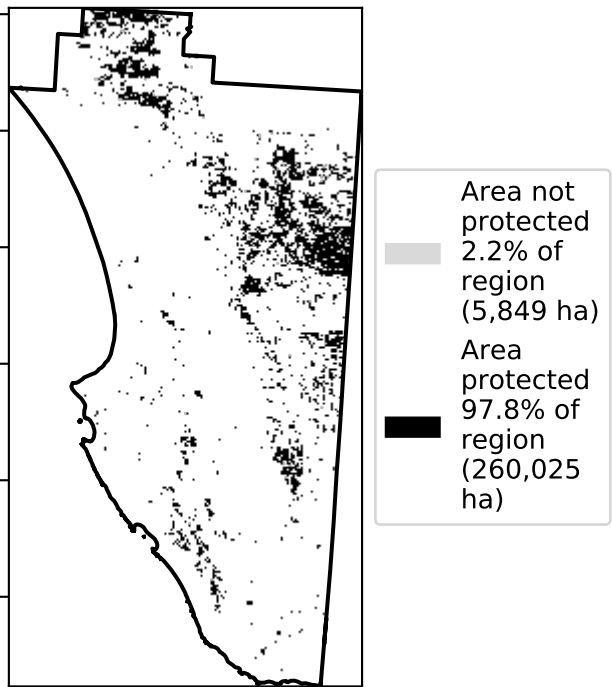 Area not
protected
2.2% of
region
(5,849 ha)
Area
protected
97.8% of
region
(260,025
ha)